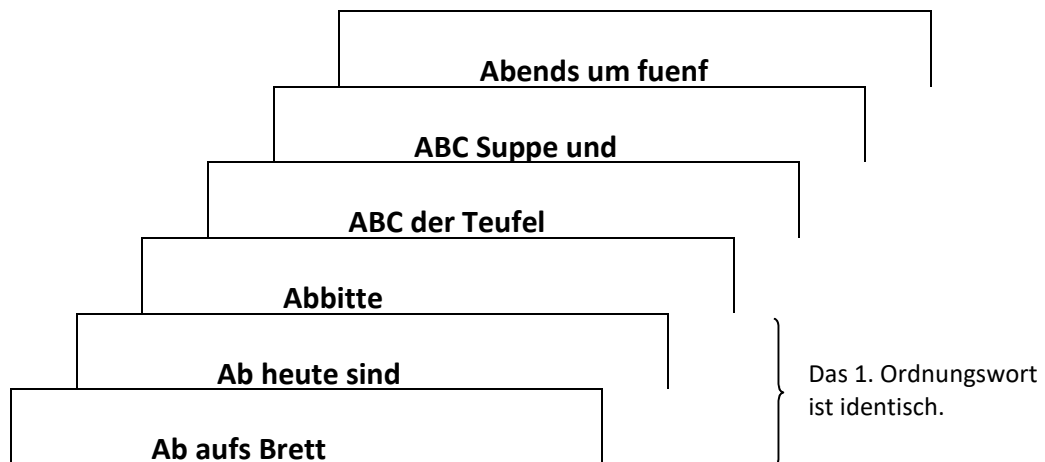 Abends um fuenf
ABC Suppe und
ABC der Teufel
Abbitte
Ab heute sind
Das 1. Ordnungswort
ist identisch.
Ab aufs Brett